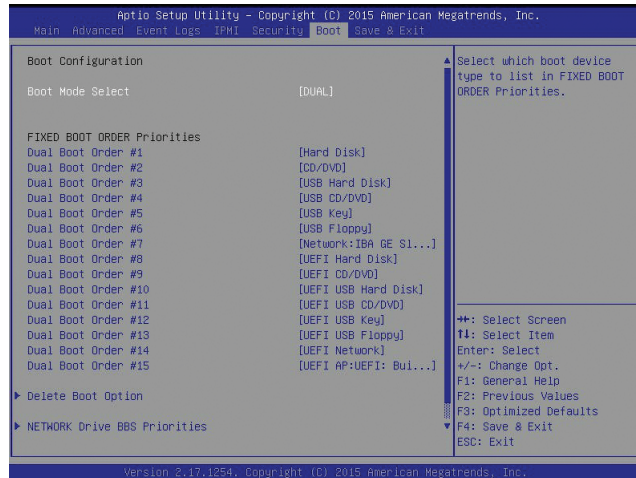 Aptio Setup Utility – Copyright (C) 2015 American Megatrends, Inc.
Main Advanced Event Logs IPMI Security Boot Save & Exit
Boot Configuration
Boot Mode Select [DUAL]
FIXED BOOT ORDER Priorities
Dual Boot Order #1 [Hard Disk]
Dual Boot Order #2 [CD/DVD]
Dual Boot Order #3 [USB Hard Disk]
Dual Boot Order #4 [USB CD/DVD]
Dual Boot Order #5 [USB Key]
Dual Boot Order #6 [USB Floppy]
Dual Boot Order #7 [Network:IBA GE Sl...]
Dual Boot Order #8 [UEFI Hard Disk]
Dual Boot Order #9 [UEFI CD/DVD]
Dual Boot Order #10 [UEFI USB Hard Disk]
Dual Boot Order #11 [UEFI USB CD/DVD]
Dual Boot Order #12 [UEFI USB Key]
Dual Boot Order #13 [UEFI USB Floppy]
Dual Boot Order #14 [UEFI Network]
Dual Boot Order #15 [UEFI AP:UEFI: Bui...]
Delete Boot Option
NETWORK Drive BBS Priorities
Select which boot device
type to list in FIXED BOOT
ORDER Priorities.
→←: Select Screen
↑↓: Select Item
Enter: Select
+/-: Change Opt.
F1: General Help
F2: Previous Values
F3: Optimized Defaults
F4: Save & Exit
ESC: Exit
Version 2.17.1254. Copyright (C) 2015 American Megatrends, Inc.